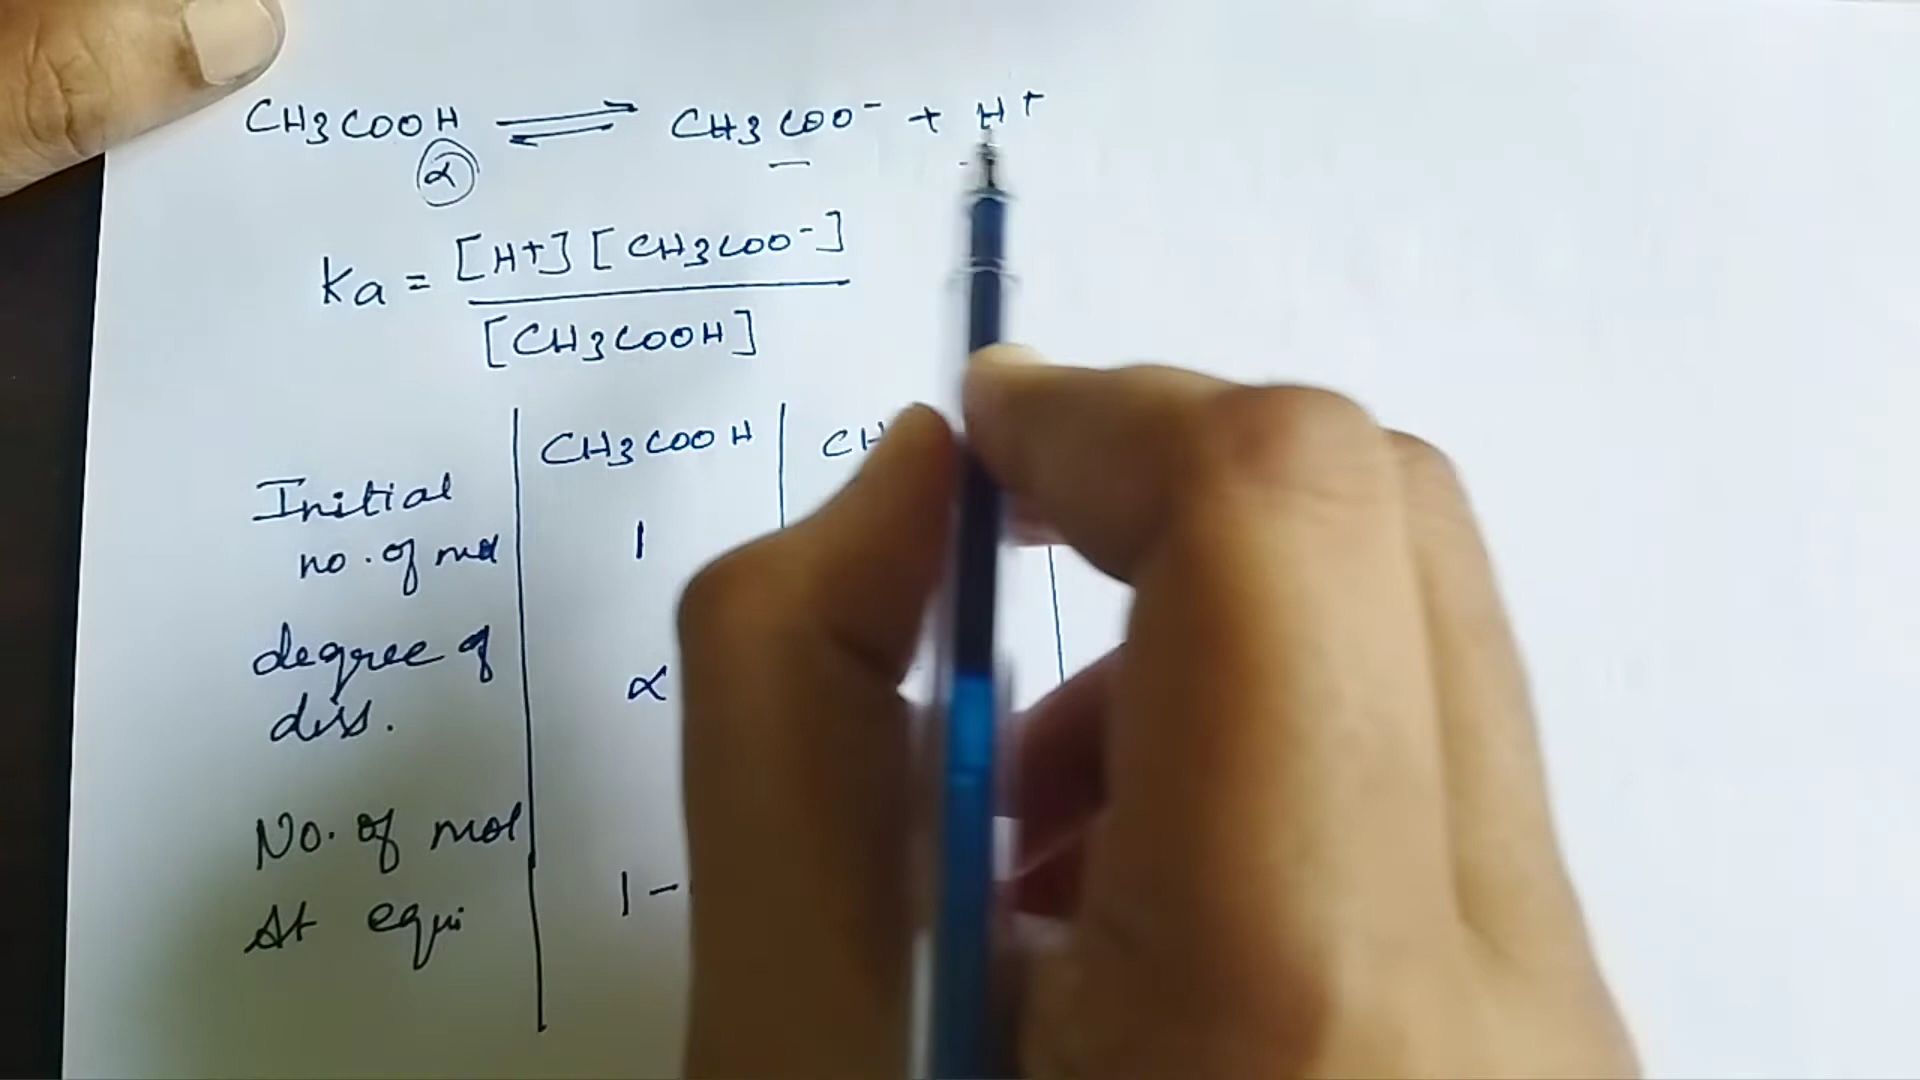 CH3COOH ⇌ CH3COO⁻ + H⁺
α
Ka = [H+] [CH3COO⁻]
[CH3COOH]
CH3COOH CH
Initial
no. of mol 1
degree of
diss. α
No. of mol
At equi 1-